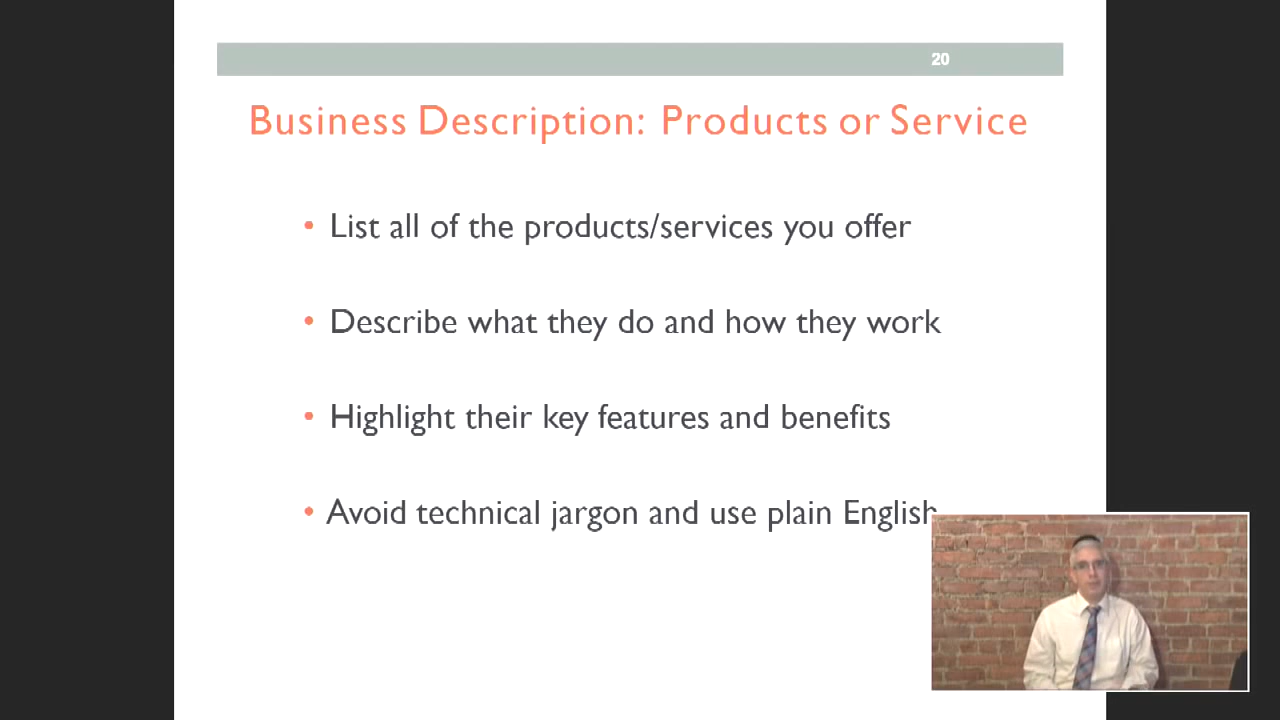 20
Business Description: Products or Service
• List all of the products/services you offer
• Describe what they do and how they work
• Highlight their key features and benefits
• Avoid technical jargon and use plain English